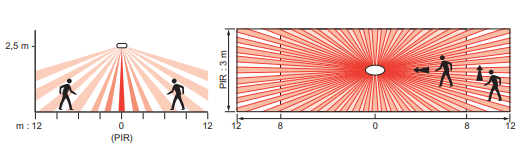 2,5 m
m : 12 0 12
(PIR)
PIR : 3 m
12 8 0 8 12